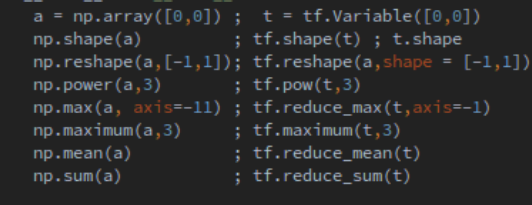 a = np.array([0,0]) ;  t = tf.Variable([0,0])
np.shape(a)            ; tf.shape(t) ; t.shape
np.reshape(a,[-1,1]); tf.reshape(a,shape = [-1,1])
np.power(a,3)          ; tf.pow(t,3)
np.max(a, axis=-11) ; tf.reduce_max(t,axis=-1)
np.maximum(a,3)      ; tf.maximum(t,3)
np.mean(a)              ; tf.reduce_mean(t)
np.sum(a)               ; tf.reduce_sum(t)